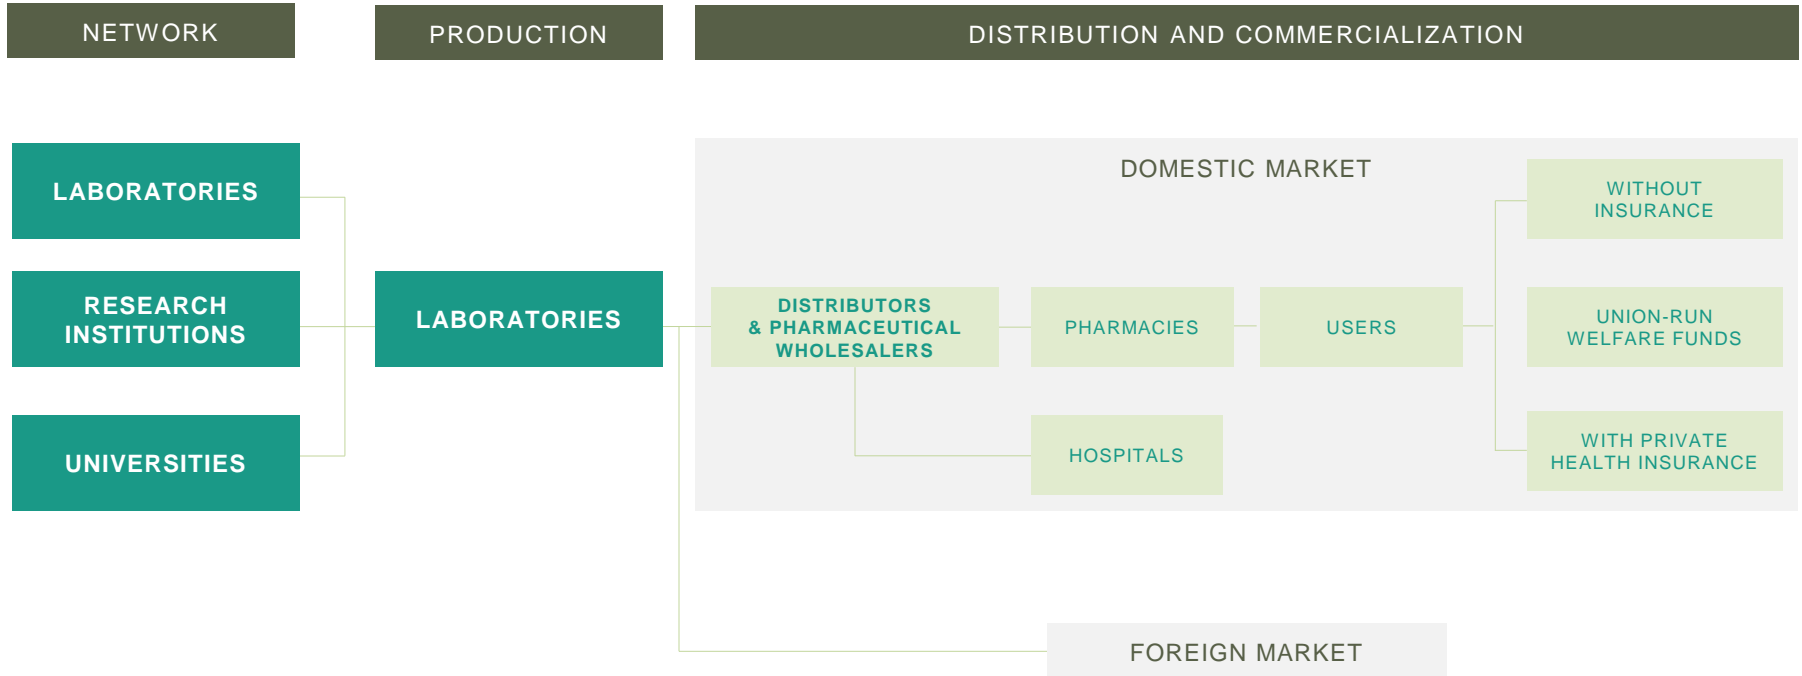 NETWORK
PRODUCTION
DISTRIBUTION AND COMMERCIALIZATION
LABORATORIES
RESEARCH
INSTITUTIONS
UNIVERSITIES
LABORATORIES
DOMESTIC MARKET
DISTRIBUTORS
& PHARMACEUTICAL
WHOLESALERS
PHARMACIES
USERS
HOSPITALS
WITHOUT
INSURANCE
UNION-RUN
WELFARE FUNDS
WITH PRIVATE
HEALTH INSURANCE
FOREIGN MARKET